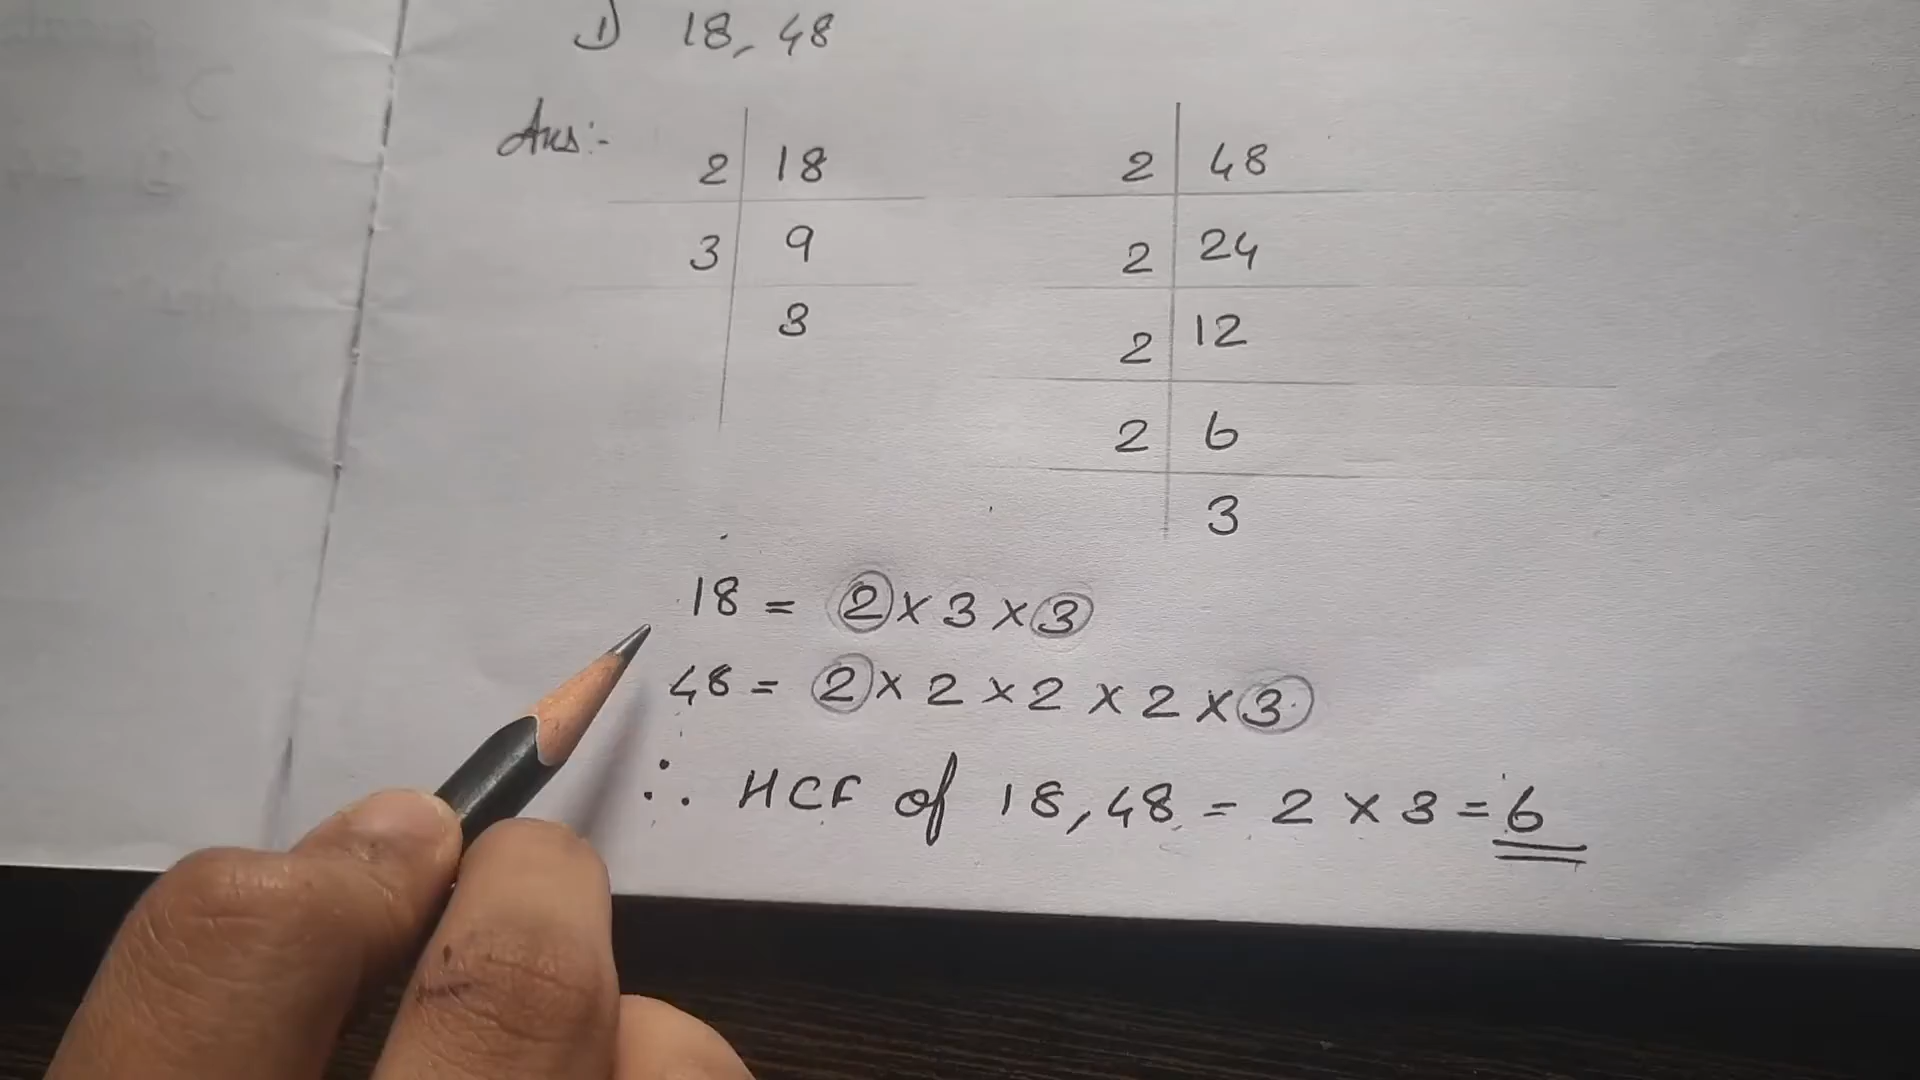 1) 18, 48
Ans:-
2 | 18
3 | 9
3
2 | 48
2 | 24
2 | 12
2 | 6
3
18 = 2 × 3 × 3
48 = 2 × 2 × 2 × 2 × 3
∴ HCF of 18, 48 = 2 × 3 = 6